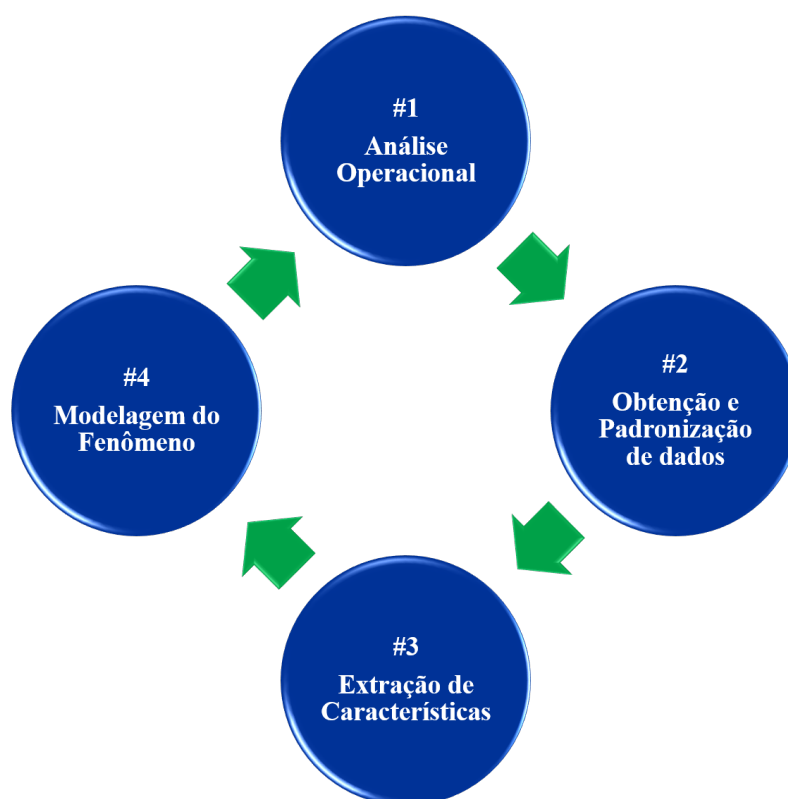 #1
Análise
Operacional
#2
Obtenção e
Padronização
de dados
#3
Extração de
Características
#4
Modelagem do
Fenômeno